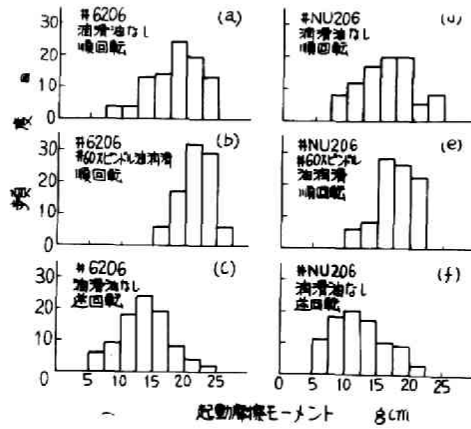 #6206
潤滑油なし
順回転
(a)
#NU206
潤滑油なし
順回転
(d)
30
20
10
#6206
#60スピンドル油潤滑
順回転
(b)
#NU206
#60スピンドル
油潤滑
順回転
(e)
30
20
10
#6206
潤滑油なし
逆回転
(c)
#NU206
潤滑油なし
逆回転
(f)
30
20
10
頻度 n
0 5 10 15 20 25
0 5 10 15 20 25
起動摩擦モーメント gcm